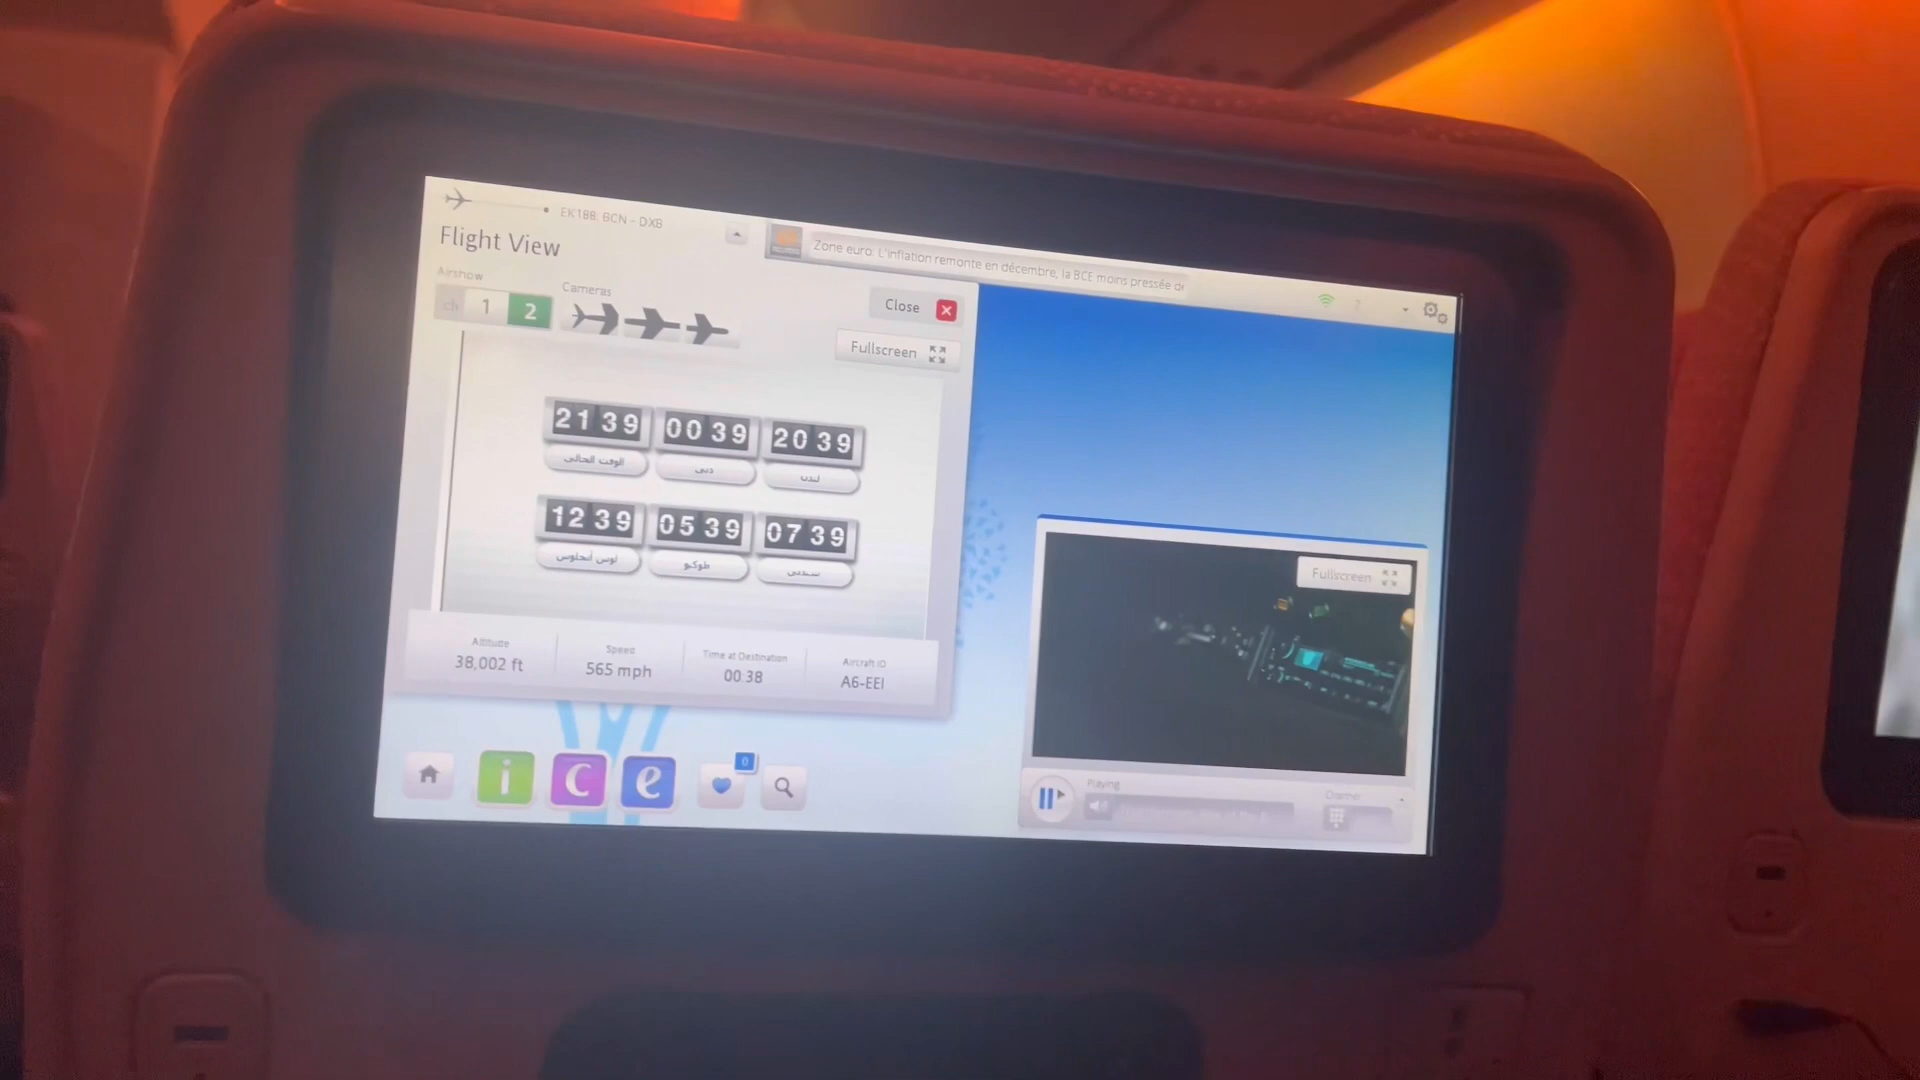 EK188: BCN - DXB
Flight View
Zone euro. L'inflation remonte en décembre, la BCE moins pressée de
Airshow
ch 1 2
Cameras
Close
Fullscreen
21 39
00 39
20 39
الوقت الحالي
دبي
لندن
12 39
05 39
07 39
لوس أنجلوس
طوكيو
سيدني
Altitude
38,002 ft
Speed
565 mph
Time at Destination
00:38
Aircraft ID
A6-EEI
Fullscreen
i c e
0
Playing
Channel